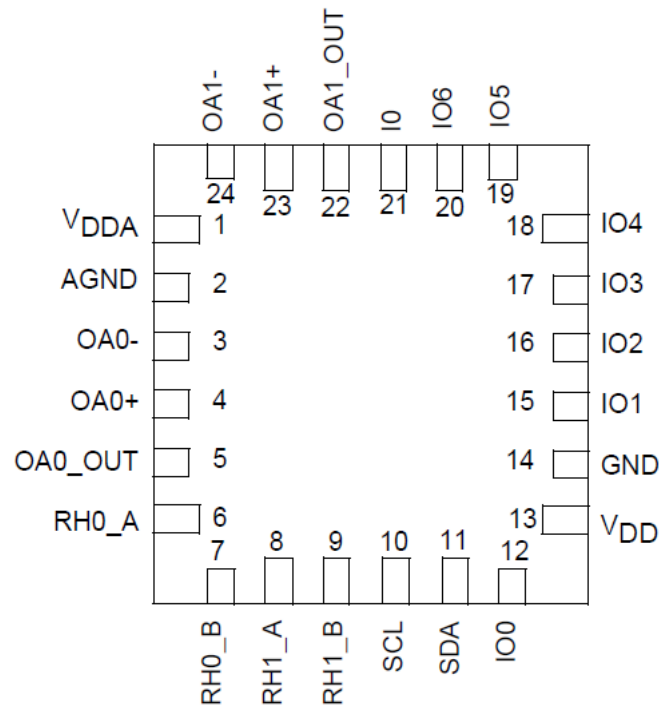 OA1-
OA1+
OA1_OUT
I0
IO6
IO5
24
23
22
21
20
19
VDDA
1
AGND
2
OA0-
3
OA0+
4
OA0_OUT
5
RH0_A
6
18
IO4
17
IO3
16
IO2
15
IO1
14
GND
13
VDD
7
8
9
10
11
12
RH0_B
RH1_A
RH1_B
SCL
SDA
IO0